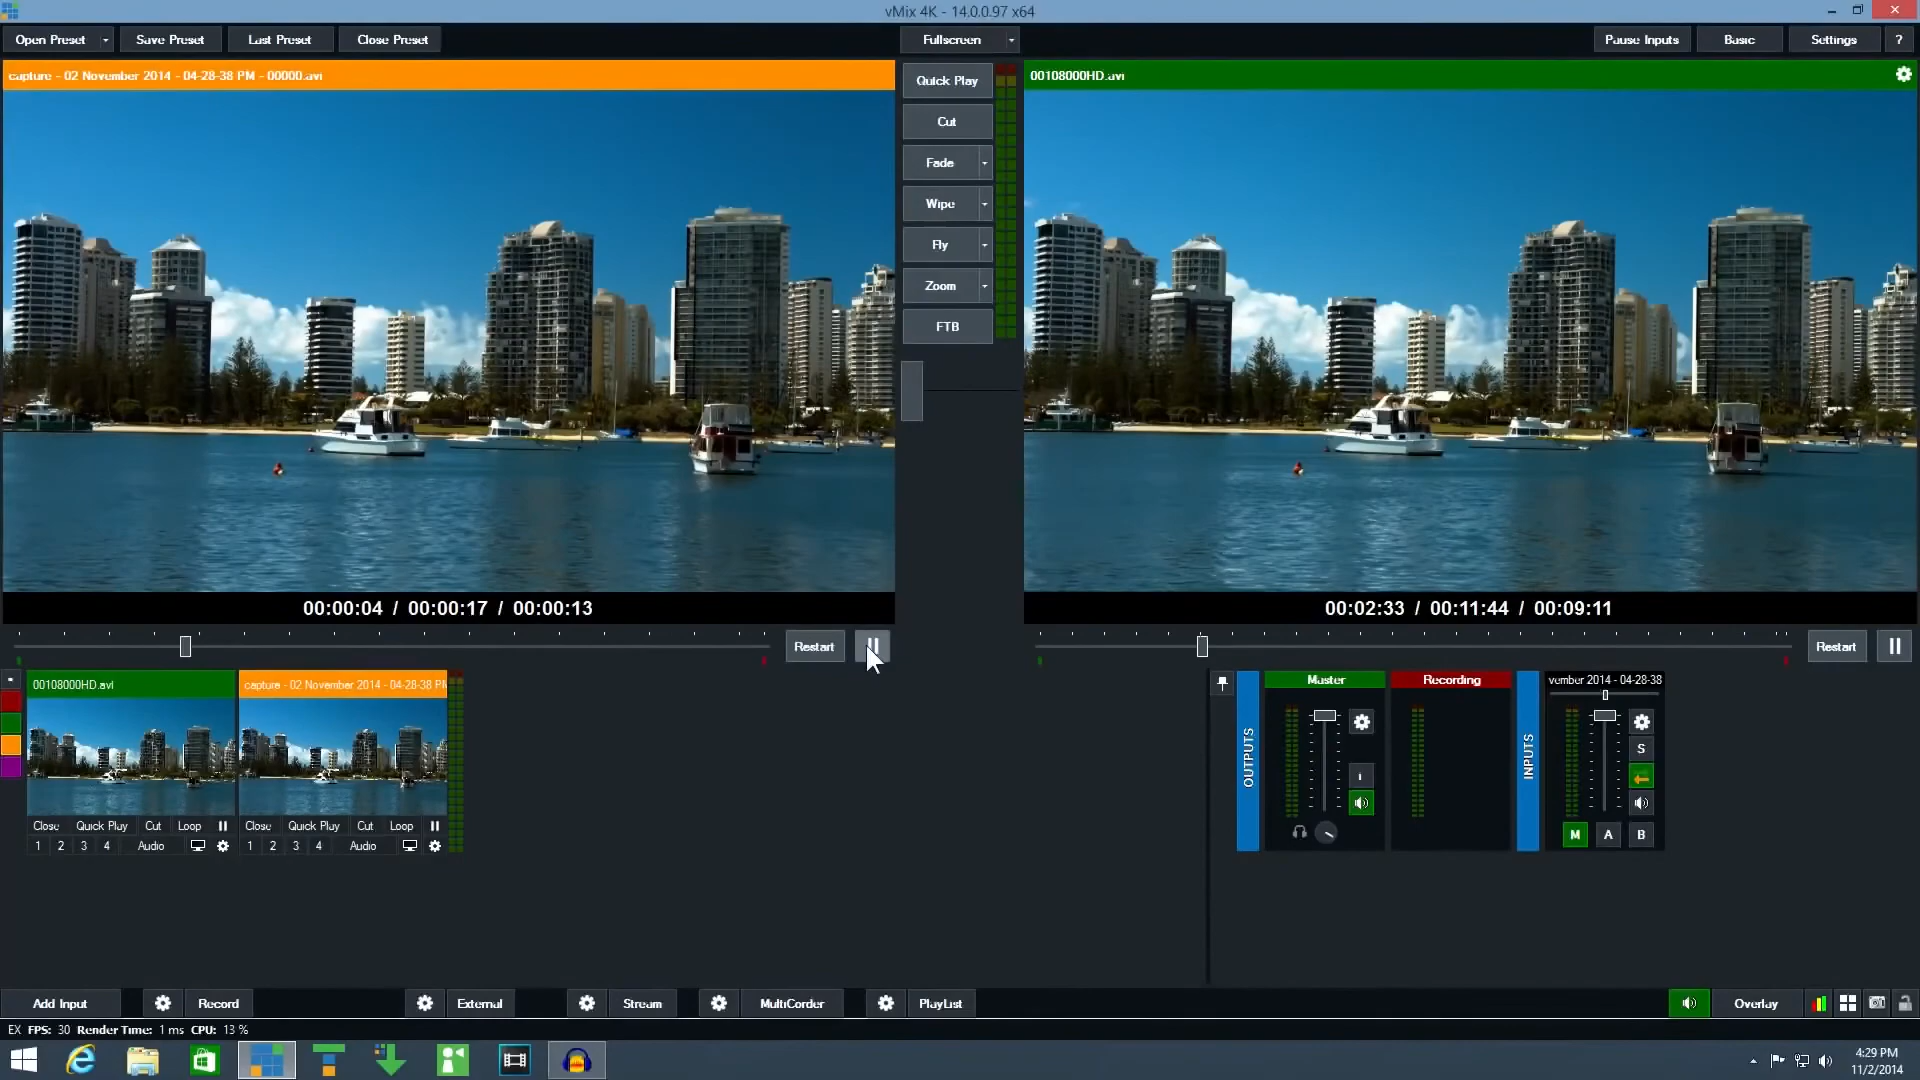 vMix 4K - 14.0.0.97 x64
Open Preset
Save Preset
Last Preset
Close Preset
Fullscreen
Pause Inputs
Basic
Settings
?
capture - 02 November 2014 - 04-28-38 PM - 00000.avi
00108000HD.avi
Quick Play
Cut
Fade
Wipe
Fly
Zoom
FTB
00:00:04 / 00:00:17 / 00:00:13
00:02:33 / 00:11:44 / 00:09:11
Restart
Restart
00108000HD.avi
capture - 02 November 2014 - 04-28-38 PM
Close Quick Play Cut Loop
Close Quick Play Cut Loop
1 2 3 4 Audio
1 2 3 4 Audio
OUTPUTS
Master
Recording
INPUTS
vember 2014 - 04-28-38
S
M A B
Add Input
Record
External
Stream
MultiCorder
PlayList
Overlay
EX FPS: 30 Render Time: 1 ms CPU: 13 %
4:29 PM
11/2/2014